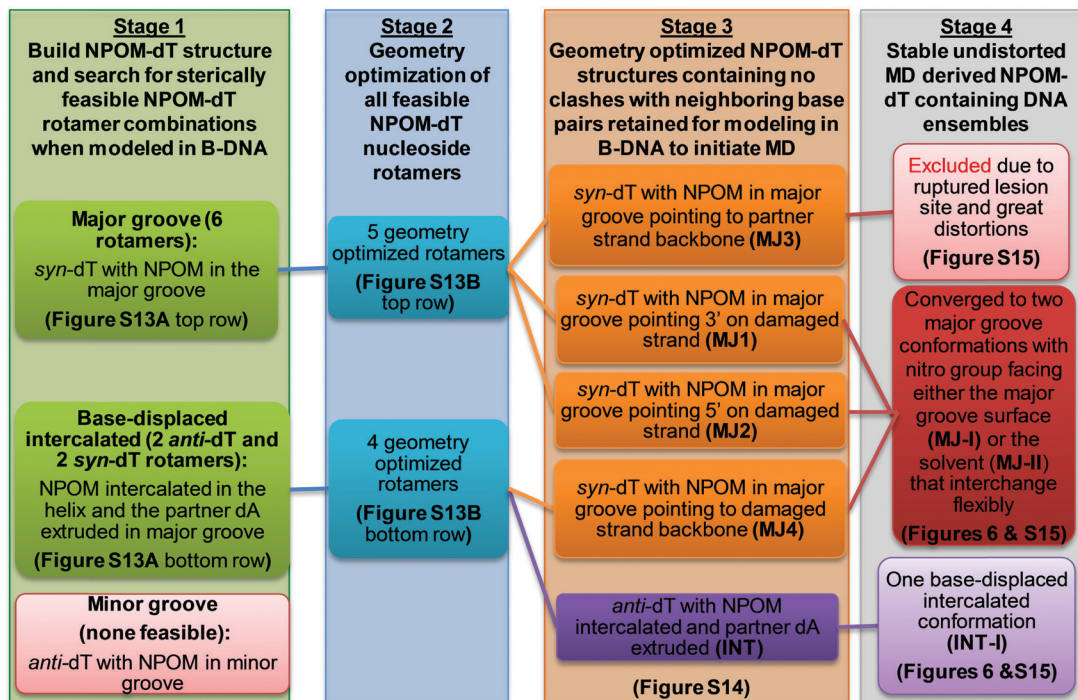 Stage 1
Build NPOM-dT structure
and search for sterically
feasible NPOM-dT
rotamer combinations
when modeled in B-DNA
Major groove (6
rotamers):
syn-dT with NPOM in the
major groove
(Figure S13A top row)
Base-displaced
intercalated (2 anti-dT and
2 syn-dT rotamers):
NPOM intercalated in the
helix and the partner dA
extruded in major groove
(Figure S13A bottom row)
Minor groove
(none feasible):
anti-dT with NPOM in minor
groove
Stage 2
Geometry
optimization of
all feasible
NPOM-dT
nucleoside
rotamers
5 geometry
optimized rotamers
(Figure S13B
top row)
4 geometry
optimized
rotamers
(Figure S13B
bottom row)
Stage 3
Geometry optimized NPOM-dT
structures containing no
clashes with neighboring base
pairs retained for modeling in
B-DNA to initiate MD
syn-dT with NPOM in major
groove pointing to partner
strand backbone (MJ3)
syn-dT with NPOM in major
groove pointing 3' on damaged
strand (MJ1)
syn-dT with NPOM in major
groove pointing 5' on damaged
strand (MJ2)
syn-dT with NPOM in major
groove pointing to damaged
strand backbone (MJ4)
anti-dT with NPOM
intercalated and partner dA
extruded (INT)
(Figure S14)
Stage 4
Stable undistorted
MD derived NPOM-
dT containing DNA
ensembles
Excluded due to
ruptured lesion
site and great
distortions
(Figure S15)
Converged to two
major groove
conformations with
nitro group facing
either the major
groove surface
(MJ-I) or the
solvent (MJ-II)
that interchange
flexibly
(Figures 6 & S15)
One base-displaced
intercalated
conformation
(INT-I)
(Figures 6 &S15)